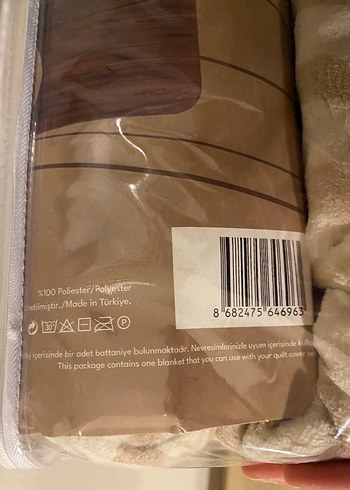 %100 Poliester/Polyester
etilmiştir./Made in Türkiye.
30° P
8 682475 646963
içerisinde bir adet battaniye bulunmaktadır. Nevresimlerinizle uyum içerisinde
This package contains one blanket that you can use with your quilt cover